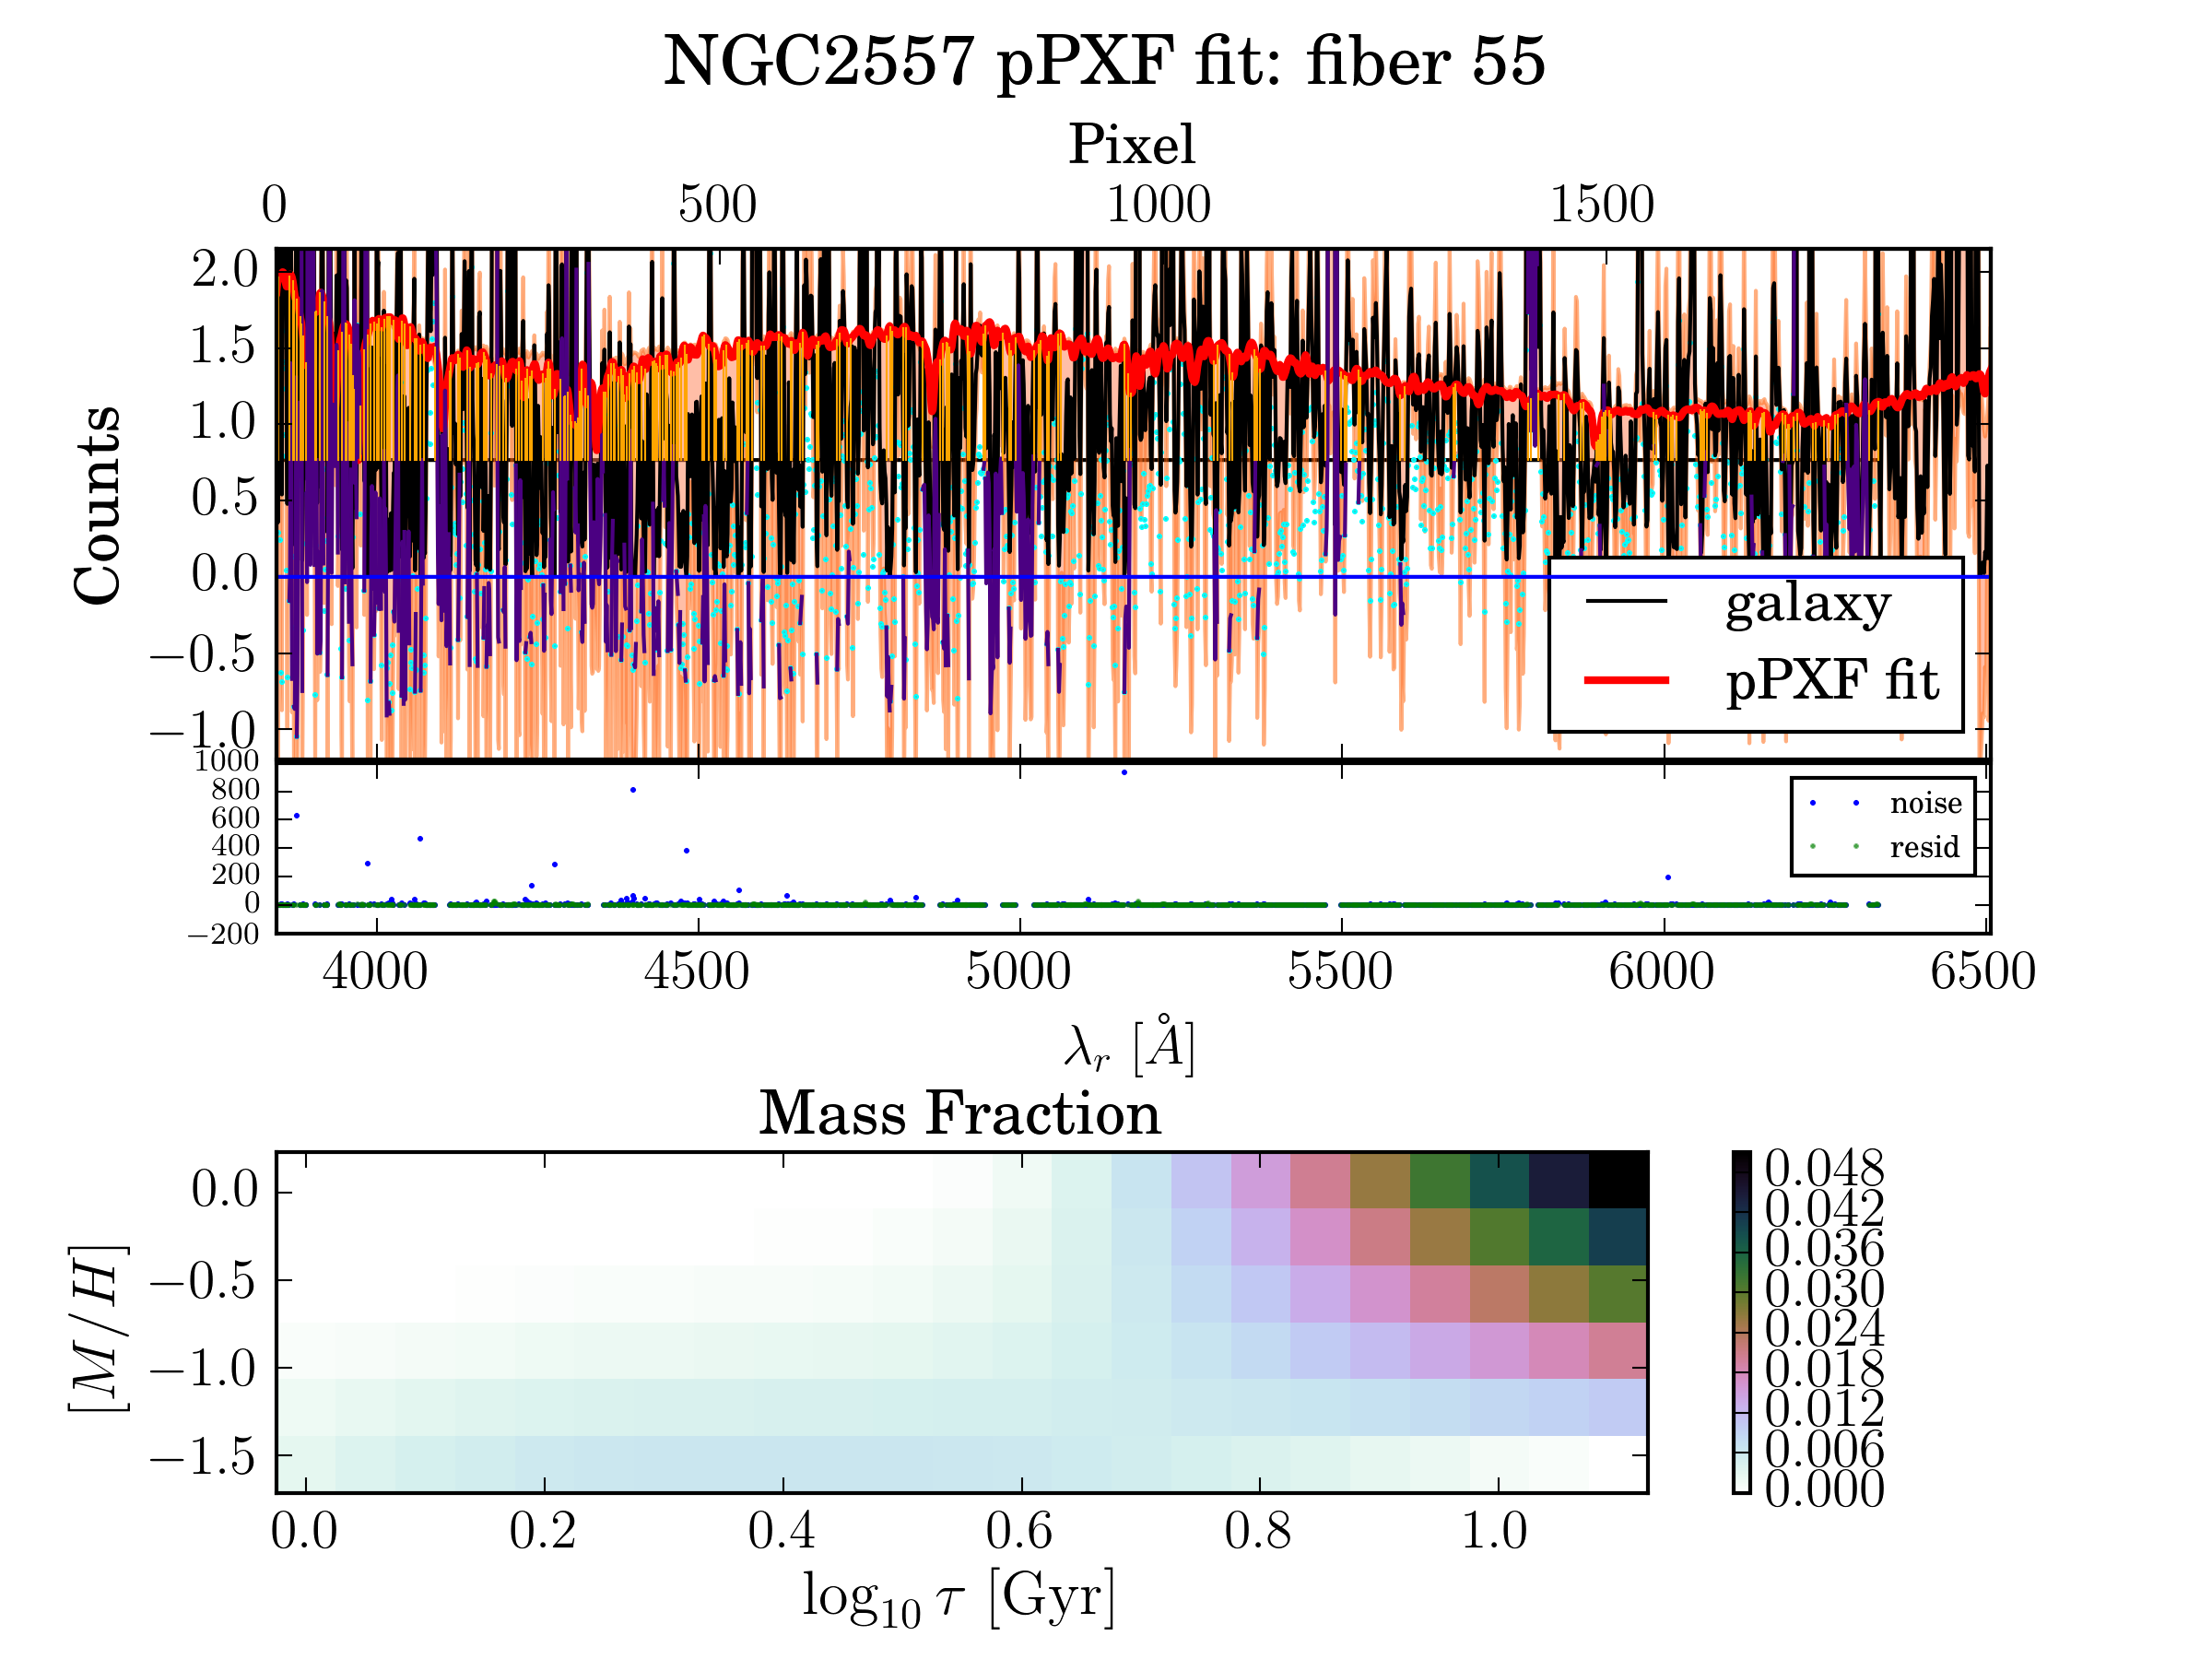 NGC2557 pPXF fit: fiber 55
Pixel
0 500 1000 1500
2.0
1.5
1.0
0.5
0.0
−0.5
−1.0
Counts
galaxy
pPXF fit
1000
800
600
400
200
0
−200
noise
resid
4000 4500 5000 5500 6000 6500
λr [Å]
Mass Fraction
0.0
−0.5
−1.0
−1.5
[M/H]
0.048
0.042
0.036
0.030
0.024
0.018
0.012
0.006
0.000
0.0 0.2 0.4 0.6 0.8 1.0
log10 τ [Gyr]